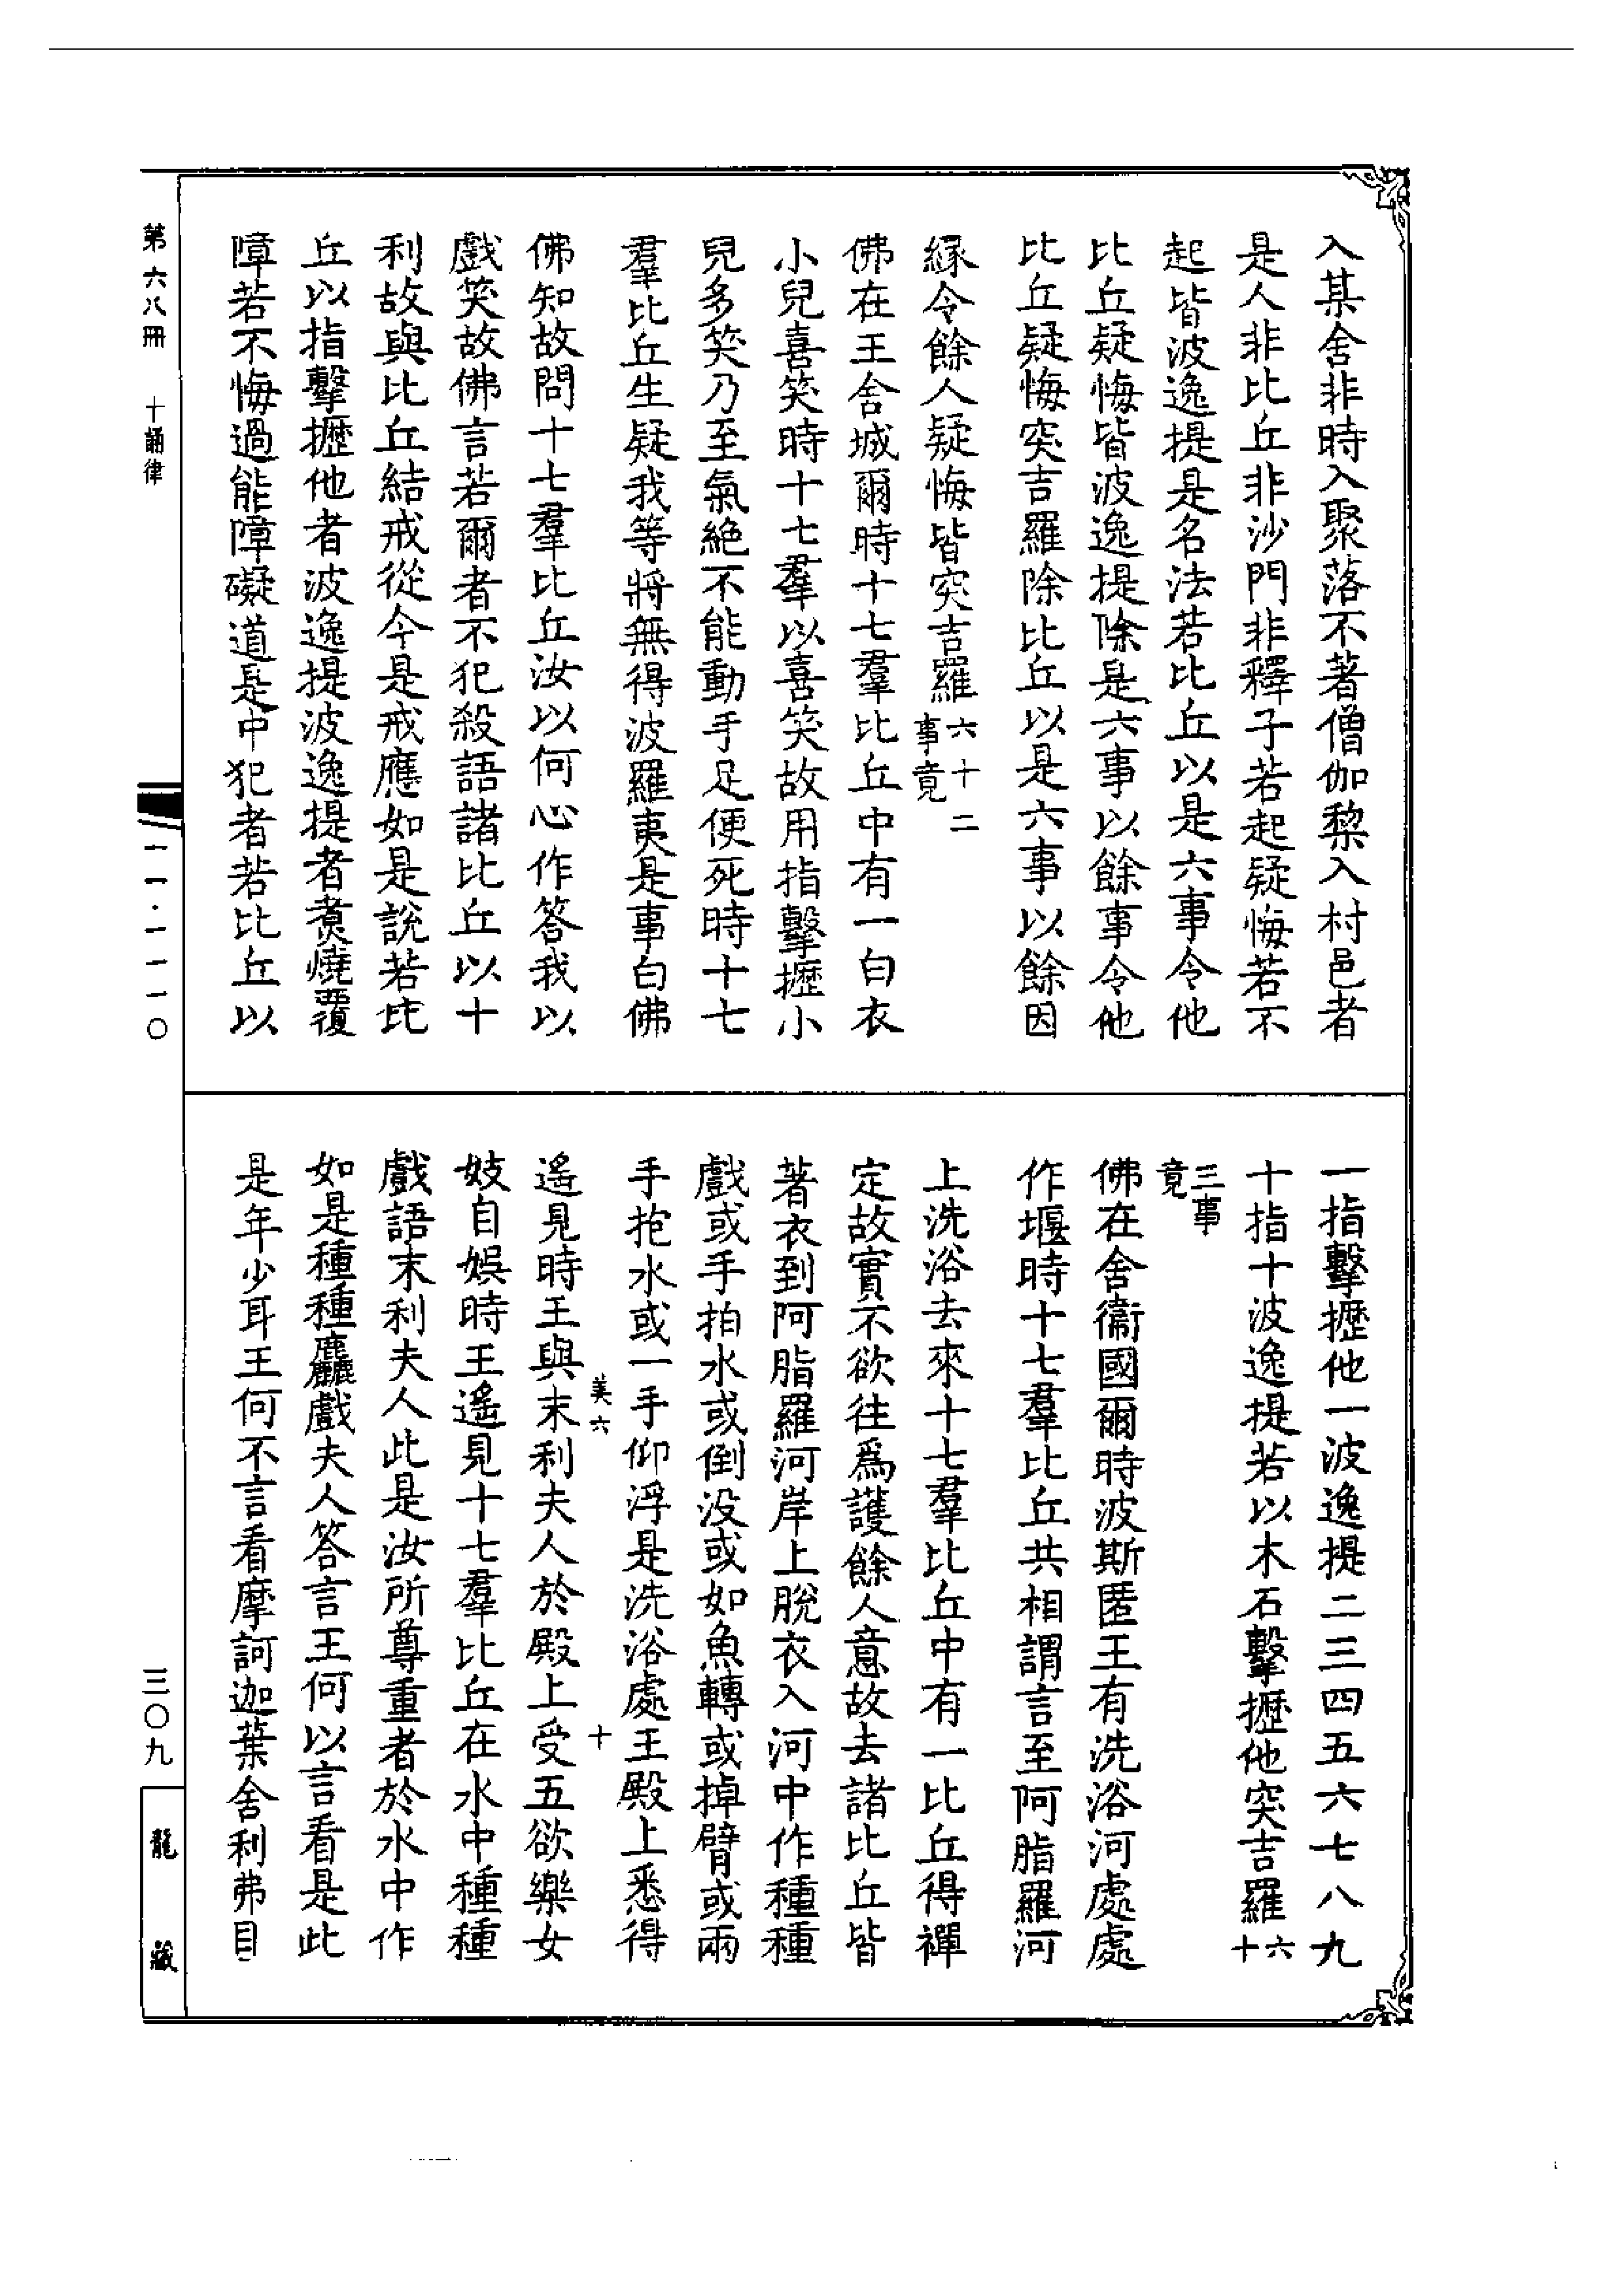 入某舍非時入聚落不著僧伽棃入村邑者
是人非比丘非沙門非釋子若起疑悔若不
起皆波逸提是名法若比丘以是六事令他
比丘疑悔皆波逸提除是六事以餘事令他
比丘疑悔突吉羅除比丘以是六事以餘因
緣令餘人疑悔皆突吉羅六十二事竟
佛在王舍城爾時十七羣比丘中有一白衣
小兒喜笑時十七羣以喜笑故用指擊攊小
兒多笑乃至氣絶不能動手足便死時十七
羣比丘生疑我等將無得波羅夷是事白佛
佛知故問十七羣比丘汝以何心作答我以
戲笑故佛言若爾者不犯殺語諸比丘以十
利故與比丘結戒從今是戒應如是說若比
丘以指擊攊他者波逸提波逸提者煑燒覆
障若不悔過能障礙道是中犯者若比丘以
一指擊攊他一波逸提二三四五六七八九
十指十波逸提若以木石擊攊他突吉羅六十
三事竟
佛在舍衞國爾時波斯匿王有洗浴河處處
作堰時十七羣比丘共相謂言至阿脂羅河
上洗浴去來十七羣比丘中有一比丘得禪
定故實不欲往爲護餘人意故去諸比丘皆
著衣到阿脂羅河岸上脫衣入河中作種種
戲或手拍水或倒没或如魚轉或掉臂或兩
手抱水或一手仰浮是洗浴處王殿上悉得
美六
十
遙見時王與末利夫人於殿上受五欲樂女
妓自娛時王遙見十七羣比丘在水中種種
戲語末利夫人此是汝所尊重者於水中作
如是種種麤戲夫人答言王何以言看是此
是年少耳王何不言看摩訶迦葉舍利弗目
第六八冊
十誦律
一一·一一一〇
三〇九
龍藏